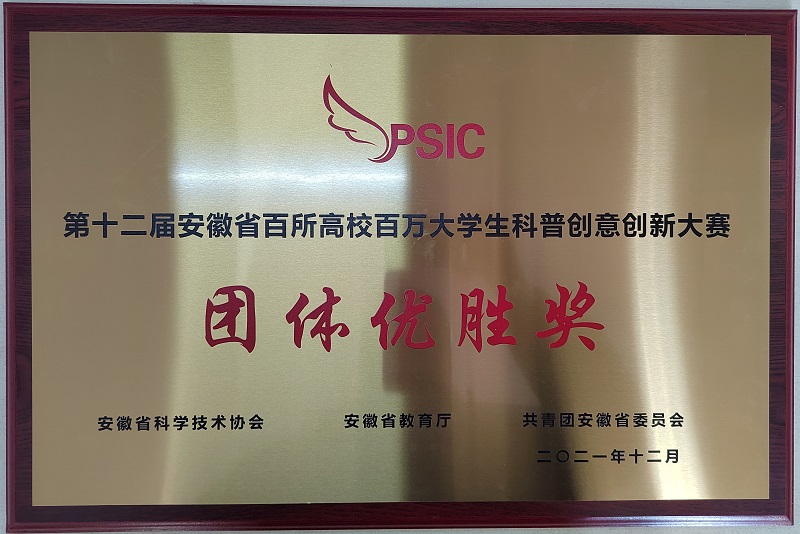 PSIC
第十二届安徽省百所高校百万大学生科普创意创新大赛
团体优胜奖
安徽省科学技术协会 安徽省教育厅 共青团安徽省委员会
二〇二一年十二月